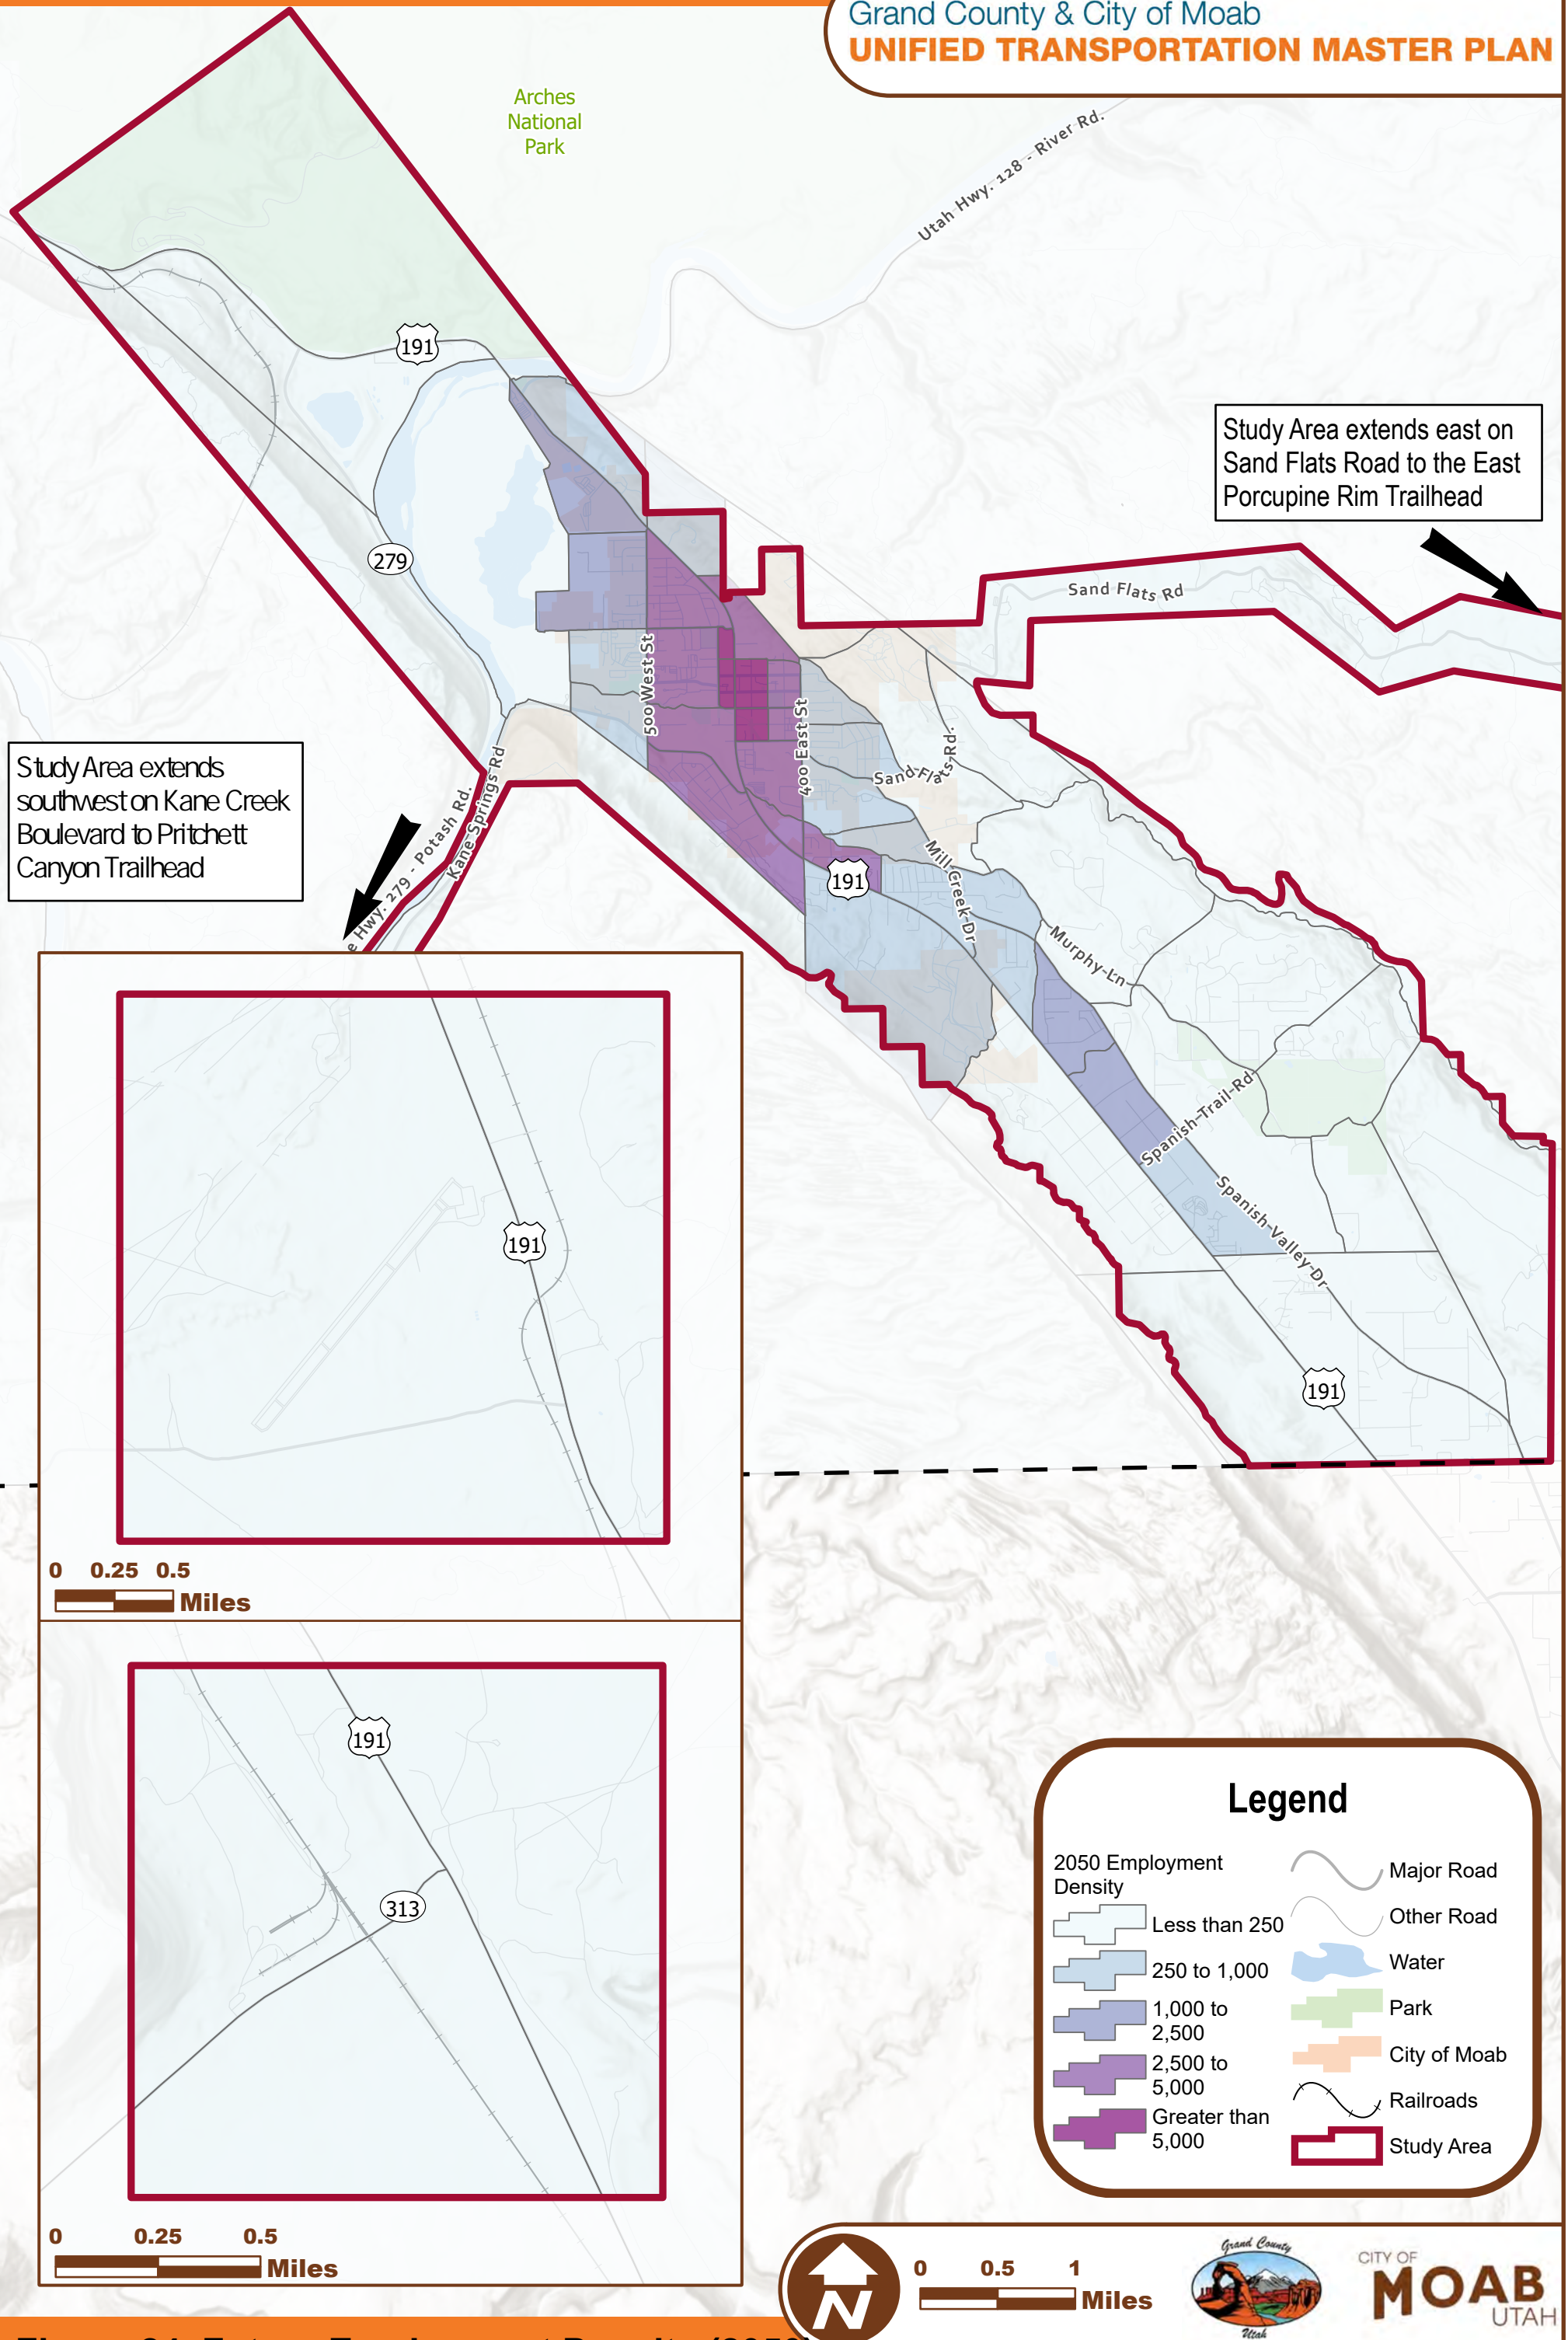 Grand County & City of Moab
UNIFIED TRANSPORTATION MASTER PLAN
Arches
National
Park
Utah Hwy. 128 - River Rd.
191
Study Area extends east on
Sand Flats Road to the East
Porcupine Rim Trailhead
279
Sand Flats Rd
500 West St
400 East St
Sand Flats Rd.
Study Area extends
southwest on Kane Creek
Boulevard to Pritchett
Canyon Trailhead
Kane Springs Rd
e Hwy. 279 - Potash Rd.
191
Mill Creek Dr
Murphy Ln
Spanish Trail Rd
Spanish Valley Dr
191
191
0 0.25 0.5
Miles
191
313
0 0.25 0.5
Miles
Legend
2050 Employment
Density
Less than 250
250 to 1,000
1,000 to
2,500
2,500 to
5,000
Greater than
5,000
Major Road
Other Road
Water
Park
City of Moab
Railroads
Study Area
N
0 0.5 1
Miles
Grand County
Utah
CITY OF
MOAB
UTAH